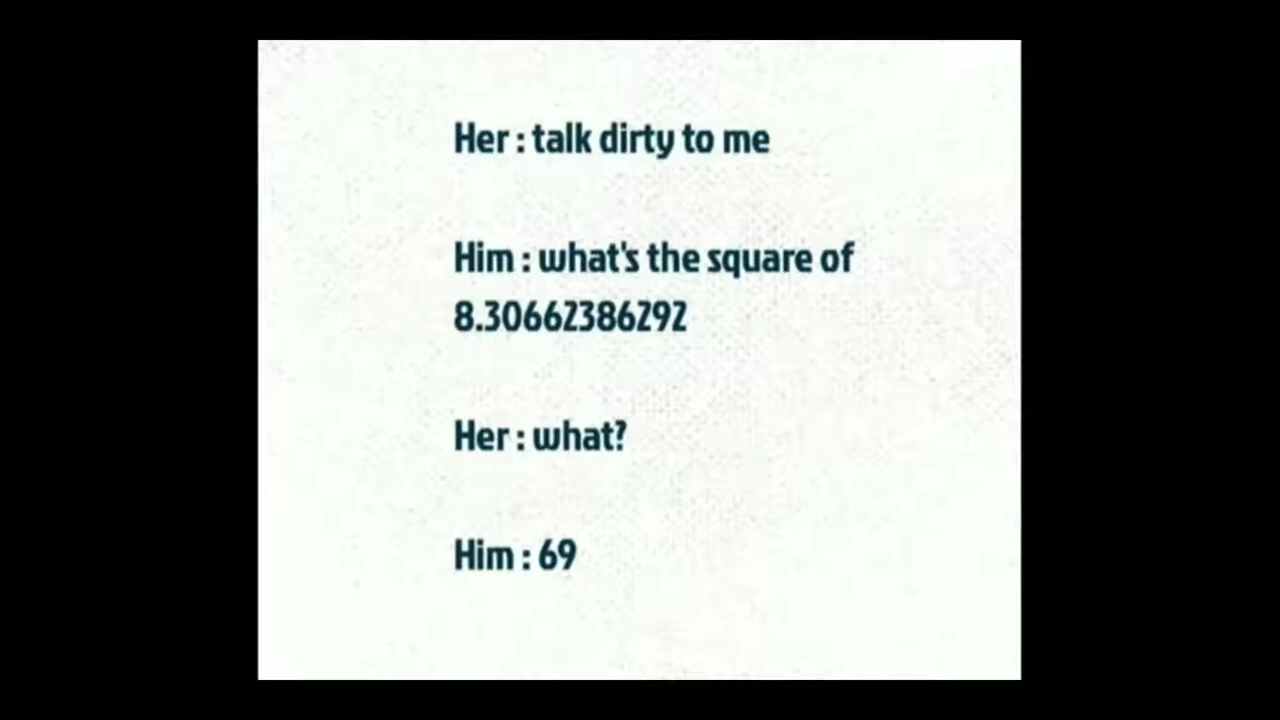 Her : talk dirty to me
Him : what's the square of
8.30662386292
Her : what?
Him : 69